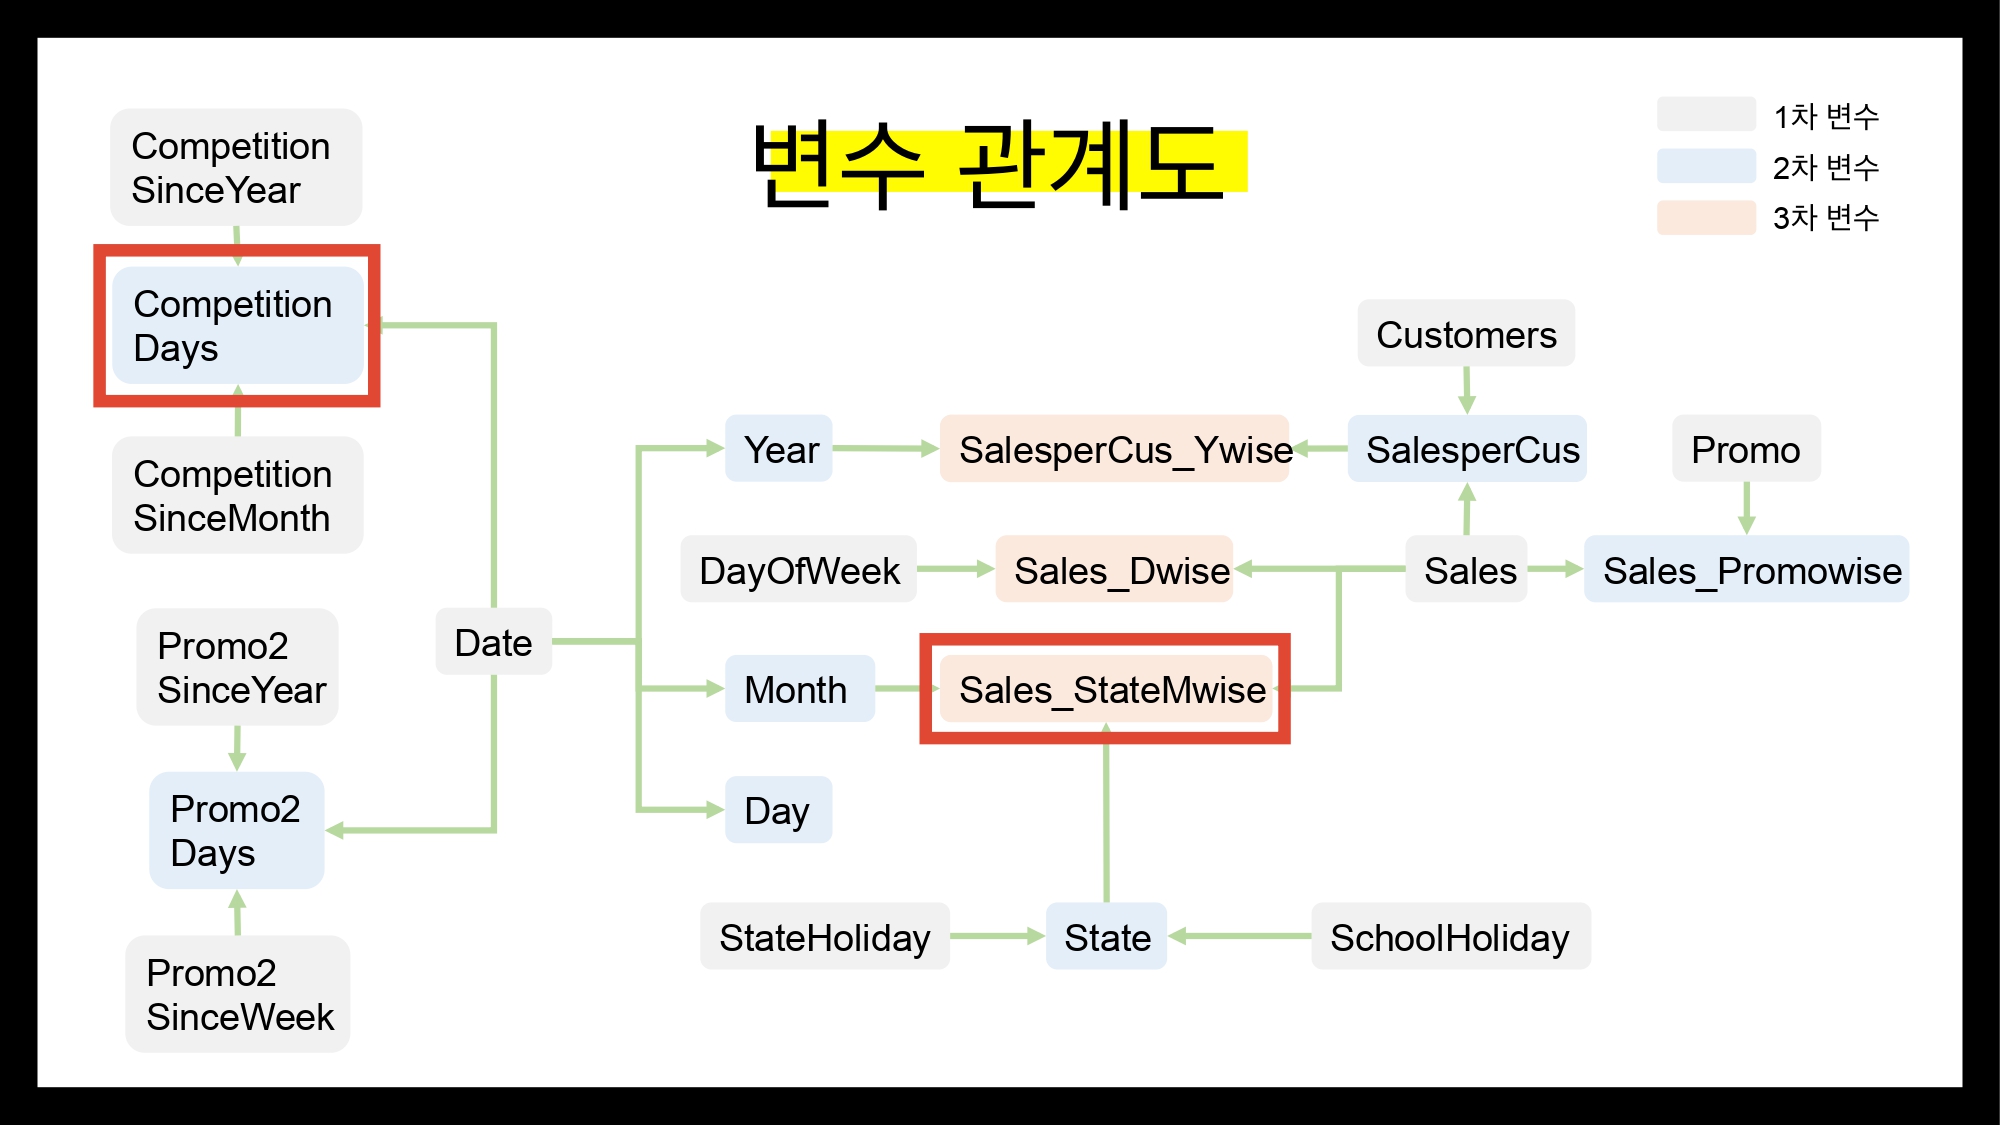 변수 관계도
1차 변수
2차 변수
3차 변수
Competition
SinceYear
Competition
Days
Competition
SinceMonth
Promo2
SinceYear
Promo2
Days
Promo2
SinceWeek
Date
Customers
Year
SalesperCus_Ywise
SalesperCus
Promo
DayOfWeek
Sales_Dwise
Sales
Sales_Promowise
Month
Sales_StateMwise
Day
StateHoliday
State
SchoolHoliday